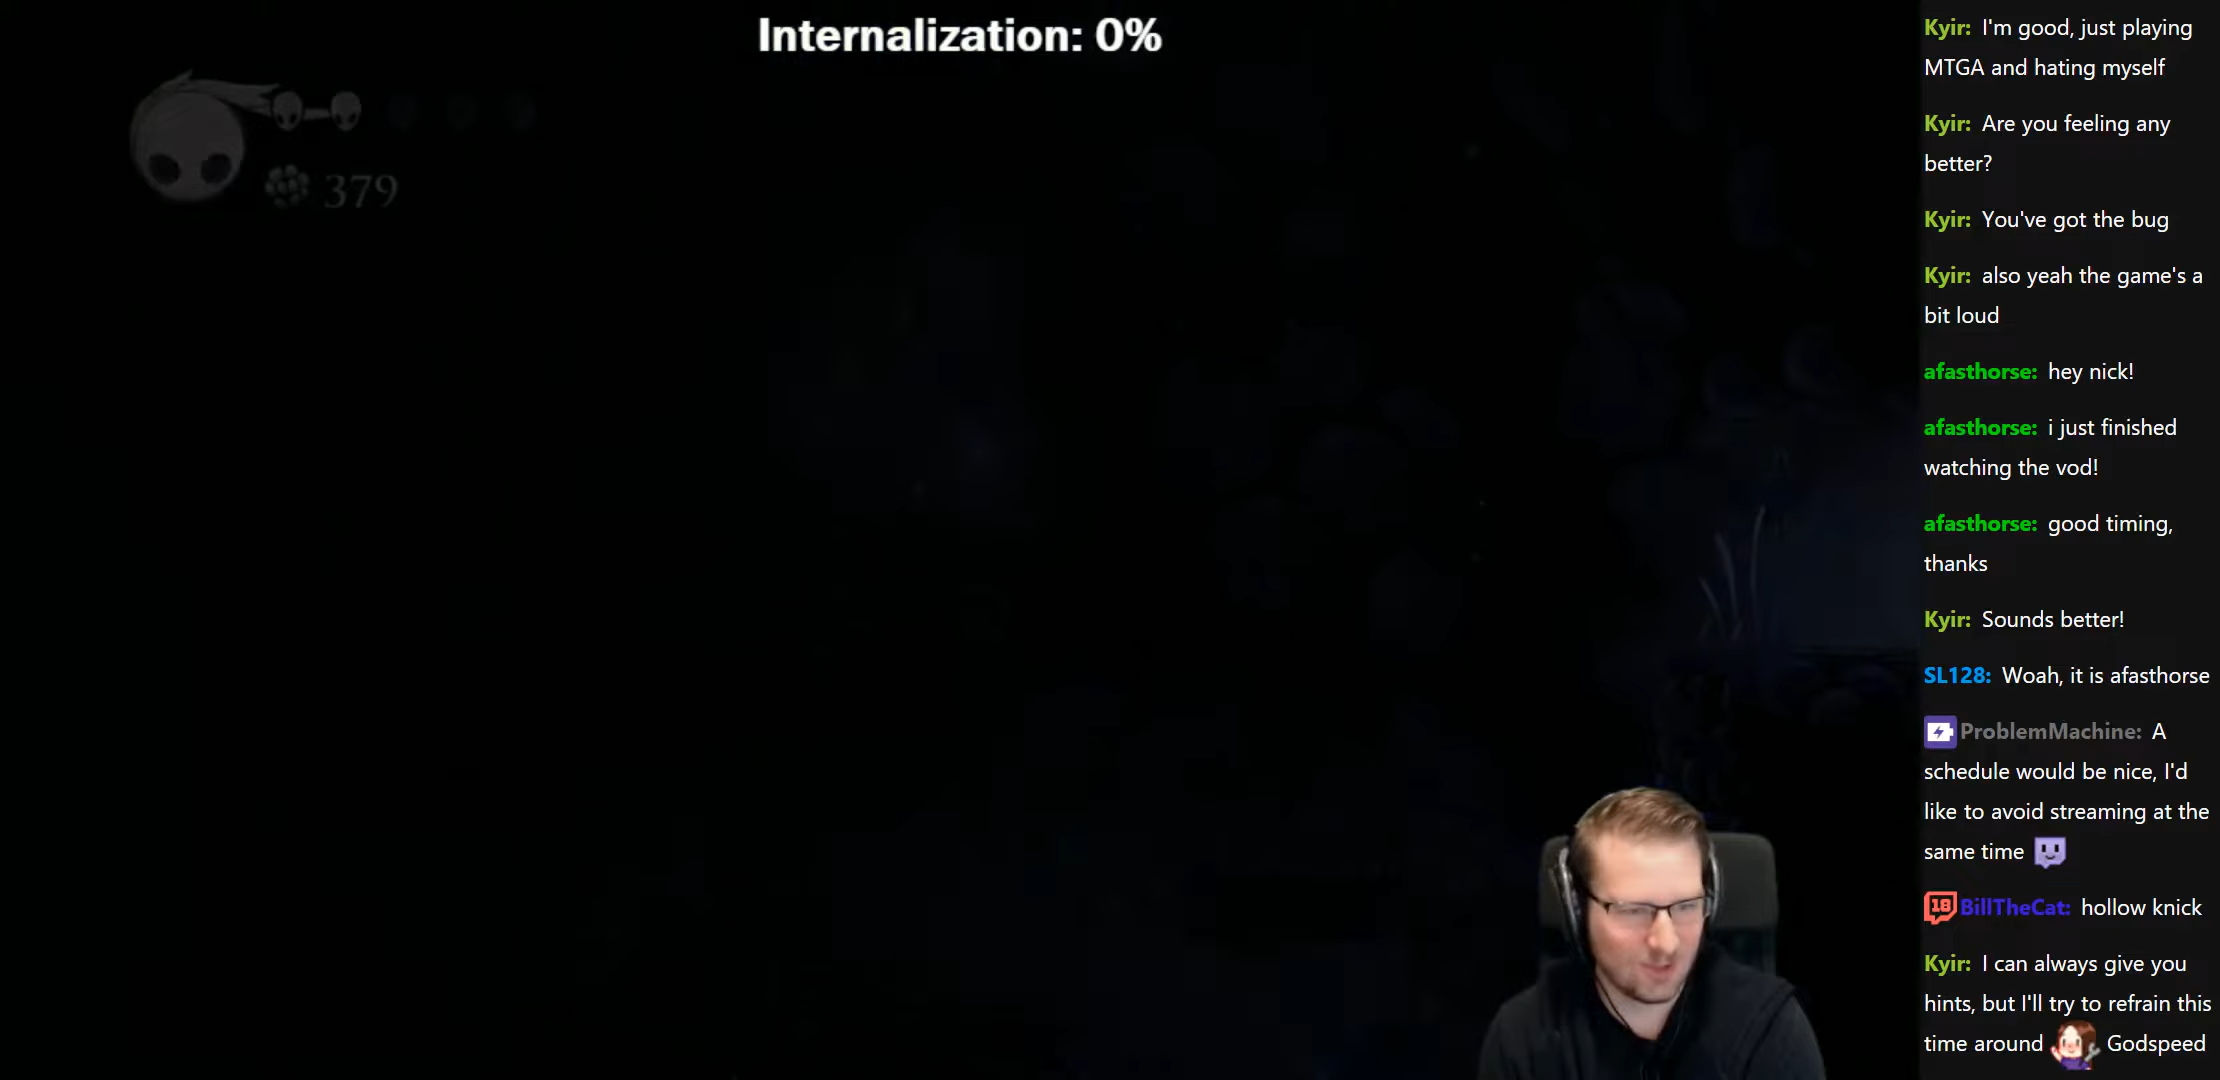 Internalization: 0%
379
Kyir: I'm good, just playing
MTGA and hating myself
Kyir: Are you feeling any
better?
Kyir: You've got the bug
Kyir: also yeah the game's a
bit loud
afasthorse: hey nick!
afasthorse: i just finished
watching the vod!
afasthorse: good timing,
thanks
Kyir: Sounds better!
SL128: Woah, it is afasthorse
ProblemMachine: A
schedule would be nice, I'd
like to avoid streaming at the
same time
18 BillTheCat: hollow knick
Kyir: I can always give you
hints, but I'll try to refrain this
time around Godspeed